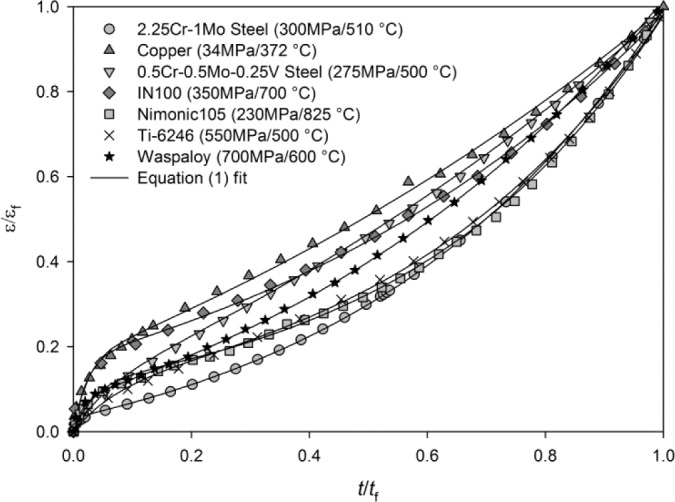 1.0
0.8
0.6
0.4
0.2
0.0
ε/εf
2.25Cr-1Mo Steel (300MPa/510 °C)
Copper (34MPa/372 °C)
0.5Cr-0.5Mo-0.25V Steel (275MPa/500 °C)
IN100 (350MPa/700 °C)
Nimonic105 (230MPa/825 °C)
Ti-6246 (550MPa/500 °C)
Waspaloy (700MPa/600 °C)
Equation (1) fit
0.0 0.2 0.4 0.6 0.8 1.0
t/tf